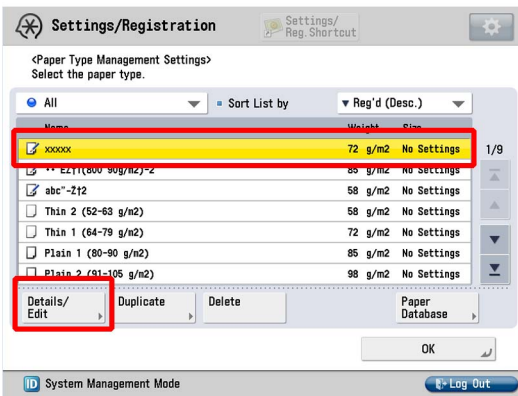 Settings/Registration
Settings/
Reg.Shortcut
<Paper Type Management Settings>
Select the paper type.
All
Sort List by
Reg'd (Desc.)
Name Weight Size
xxxxx 72 g/m2 No Settings 1/9
85 g/m2 No Settings
abc"-Z†2 58 g/m2 No Settings
Thin 2 (52-63 g/m2) 58 g/m2 No Settings
Thin 1 (64-79 g/m2) 72 g/m2 No Settings
Plain 1 (80-90 g/m2) 85 g/m2 No Settings
Plain 2 (91-105 g/m2) 98 g/m2 No Settings
Details/
Edit
Duplicate
Delete
Paper
Database
OK
ID System Management Mode
Log Out